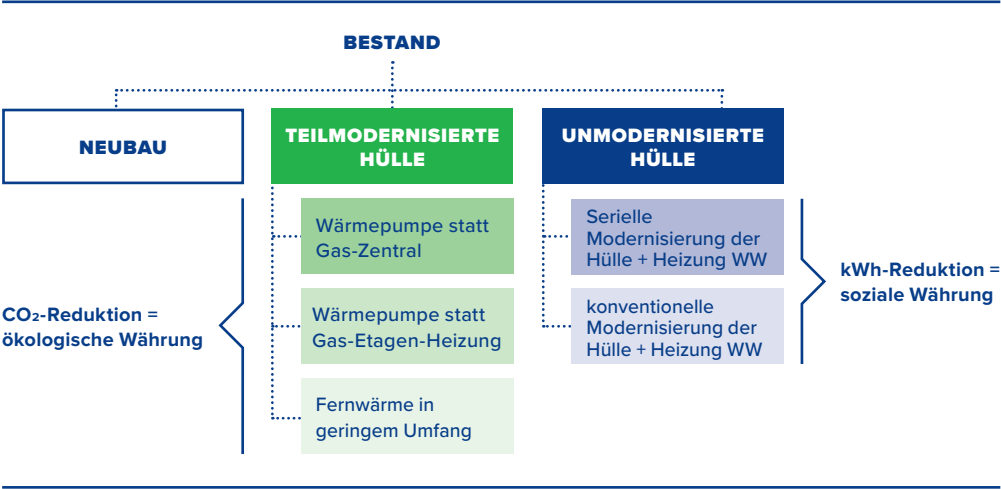 BESTAND
NEUBAU
TEILMODERNISIERTE
HÜLLE
UNMODERNISIERTE
HÜLLE
CO₂-Reduktion =
ökologische Währung
Wärmepumpe statt
Gas-Zentral
Wärmepumpe statt
Gas-Etagen-Heizung
Fernwärme in
geringem Umfang
Serielle
Modernisierung der
Hülle + Heizung WW
konventionelle
Modernisierung der
Hülle + Heizung WW
kWh-Reduktion =
soziale Währung